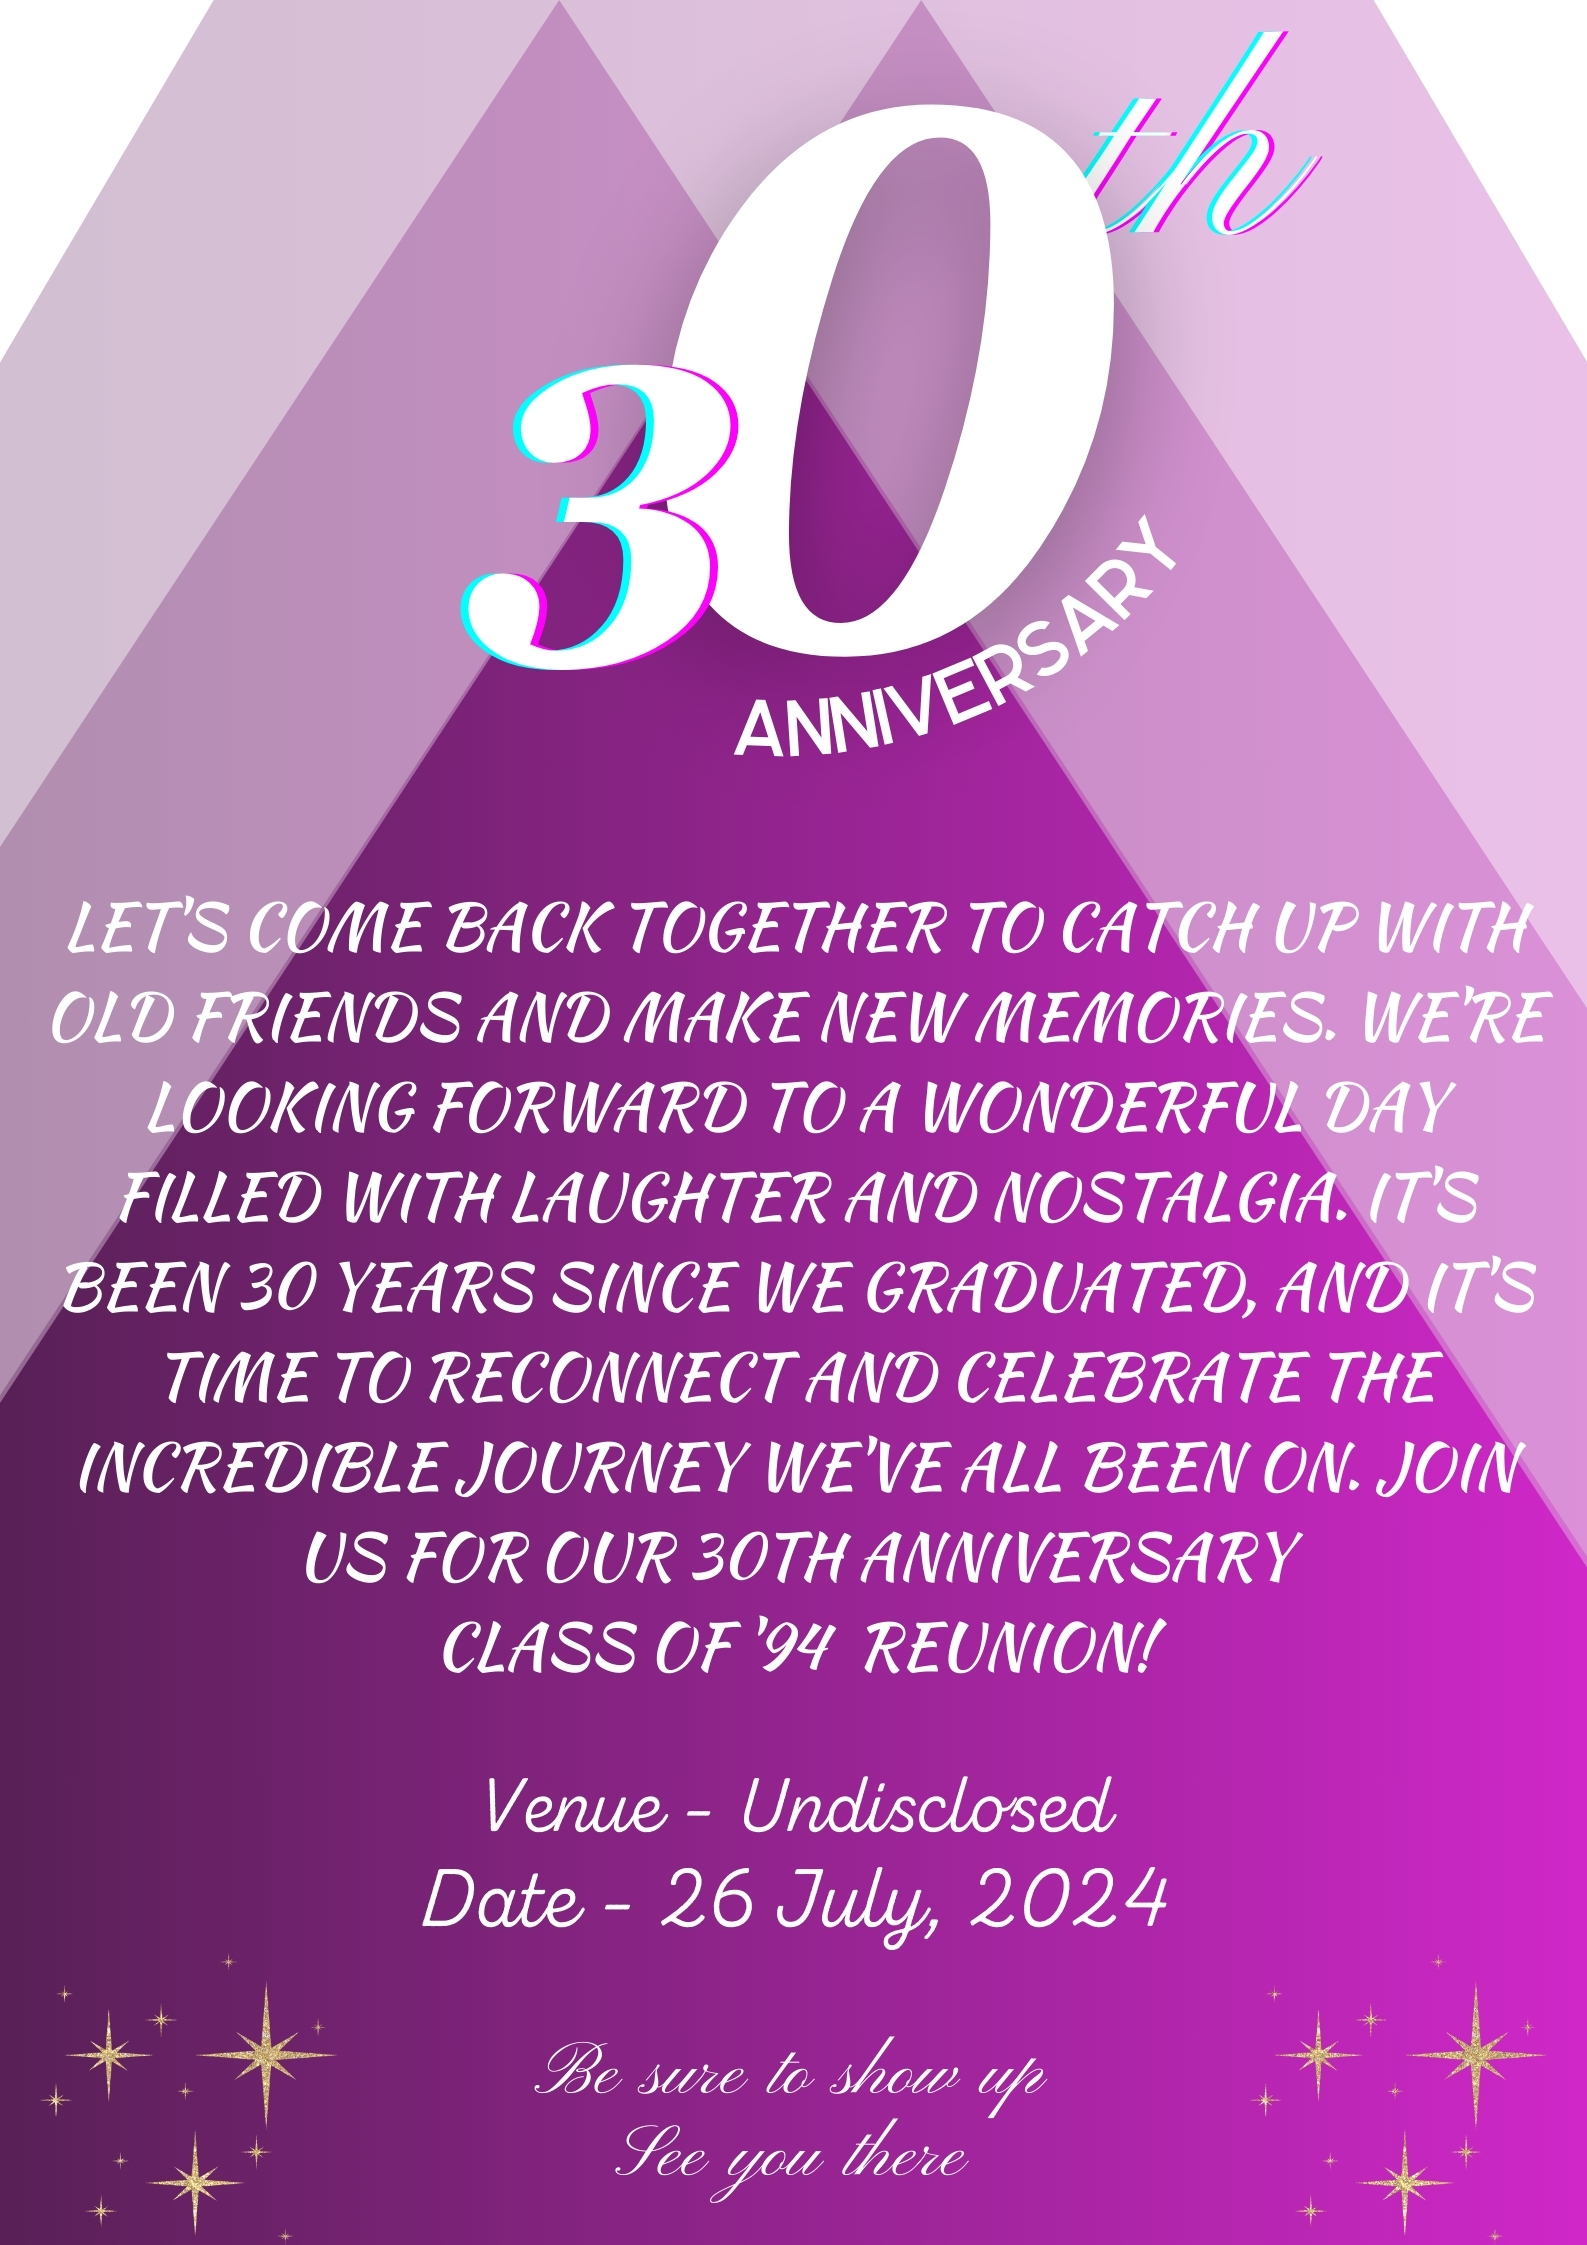 30th
ANNIVERSARY
LET'S COME BACK TOGETHER TO CATCH UP WITH
OLD FRIENDS AND MAKE NEW MEMORIES. WE'RE
LOOKING FORWARD TO A WONDERFUL DAY
FILLED WITH LAUGHTER AND NOSTALGIA. IT'S
BEEN 30 YEARS SINCE WE GRADUATED, AND IT'S
TIME TO RECONNECT AND CELEBRATE THE
INCREDIBLE JOURNEY WE'VE ALL BEEN ON. JOIN
US FOR OUR 30TH ANNIVERSARY
CLASS OF '94 REUNION!
Venue - Undisclosed
Date - 26 July, 2024
Be sure to show up
See you there